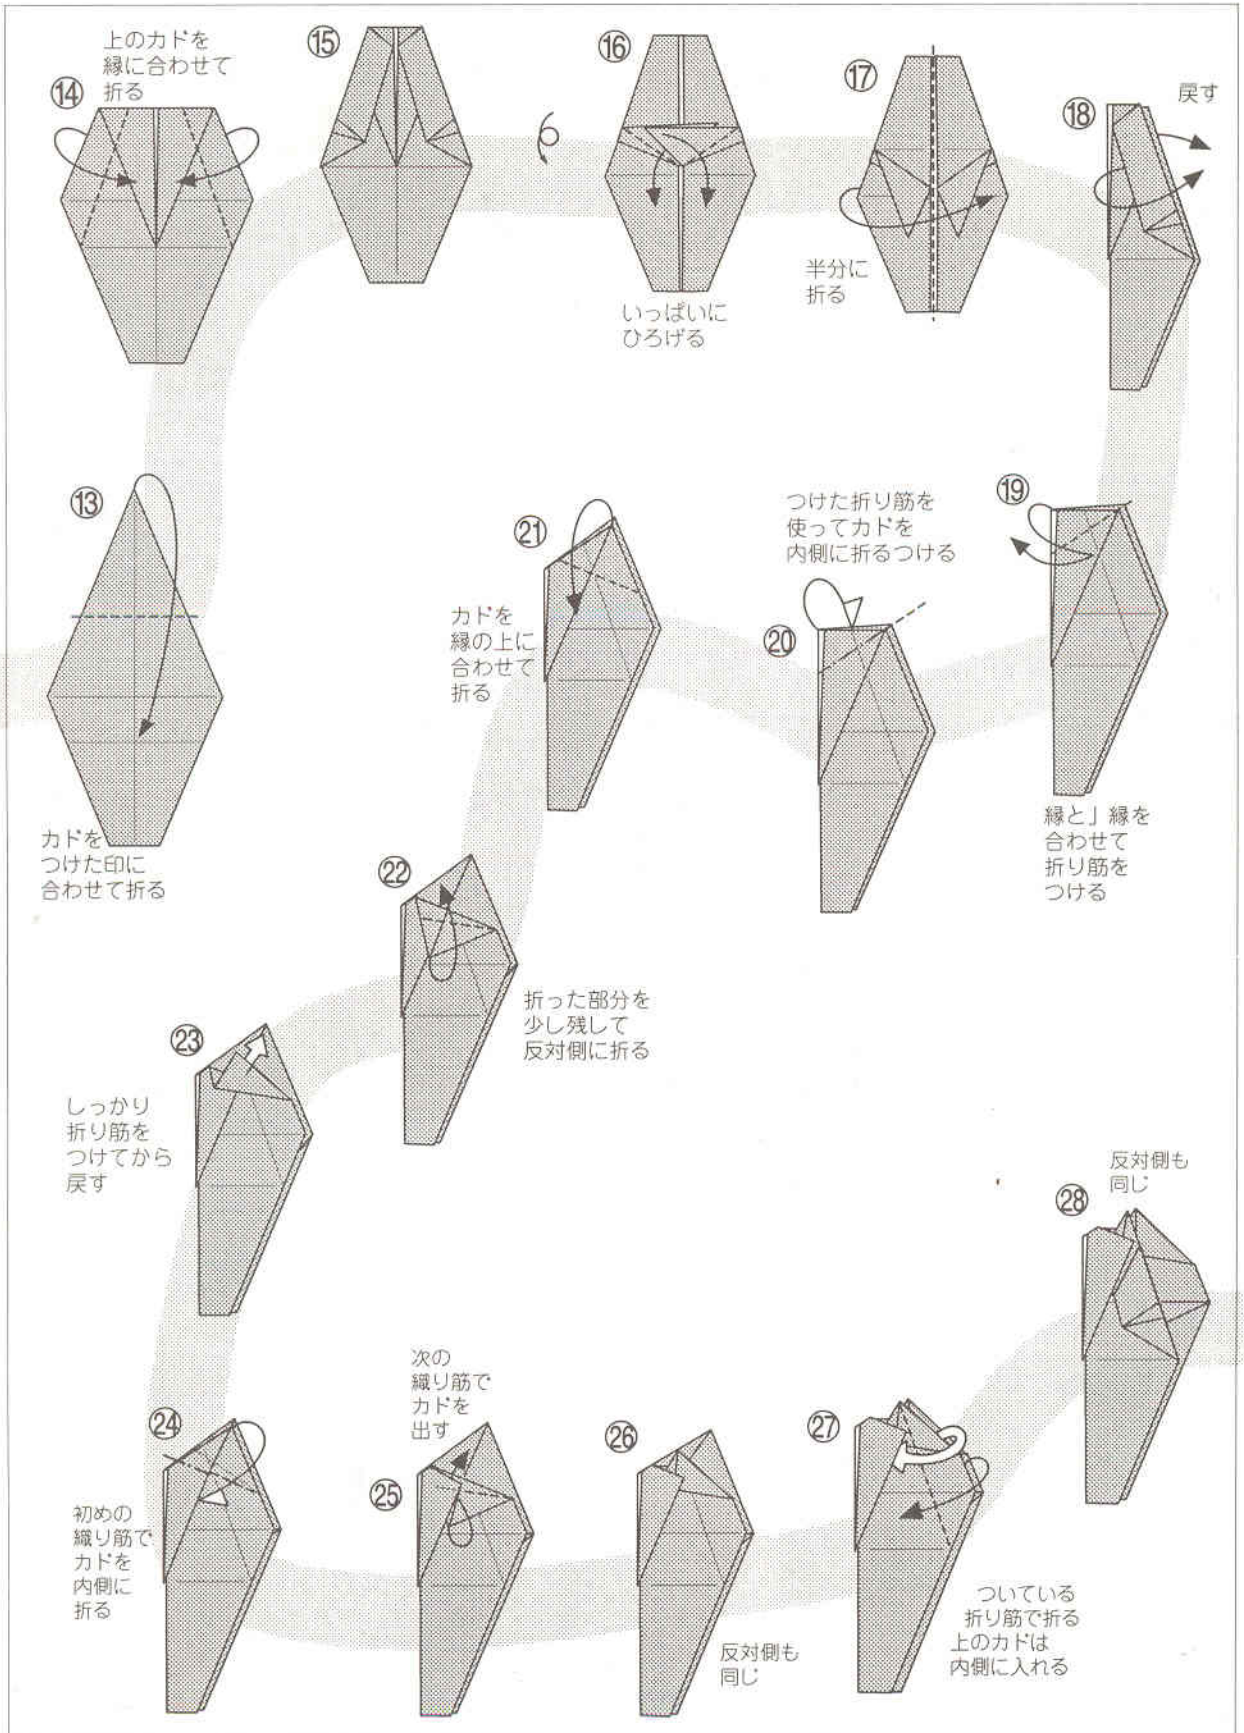 ⑬
カドを
つけた印に
合わせて折る
⑭
上のカドを
縁に合わせて
折る
⑮
⑯
いっぱいに
ひろげる
⑰
半分に
折る
⑱
戻す
⑲
縁と」縁を
合わせて
折り筋を
つける
⑳
つけた折り筋を
使ってカドを
内側に折るつける
㉑
カドを
縁の上に
合わせて
折る
㉒
折った部分を
少し残して
反対側に折る
㉓
しっかり
折り筋を
つけてから
戻す
㉔
初めの
織り筋で
カドを
内側に
折る
㉕
次の
織り筋で
カドを
出す
㉖
反対側も
同じ
㉗
ついている
折り筋で折る
上のカドは
内側に入れる
㉘
反対側も
同じ